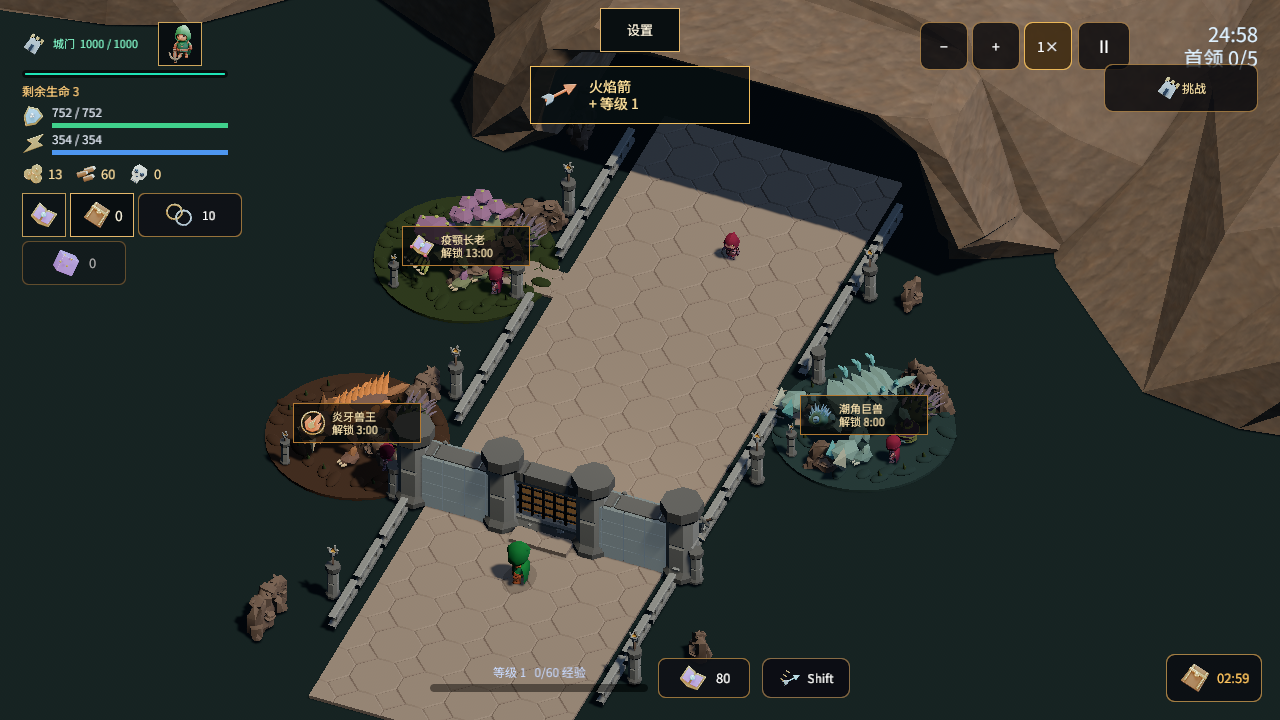 城门 1000 / 1000
剩余生命 3
752 / 752
354 / 354
13
60
0
0
10
0
设置
火焰箭
+ 等级 1
−
+
1×
24:58
首领 0/5
挑战
疫颚长老
解锁 13:00
炎牙兽王
解锁 3:00
潮角巨兽
解锁 8:00
等级 1 0/60 经验
80
Shift
02:59